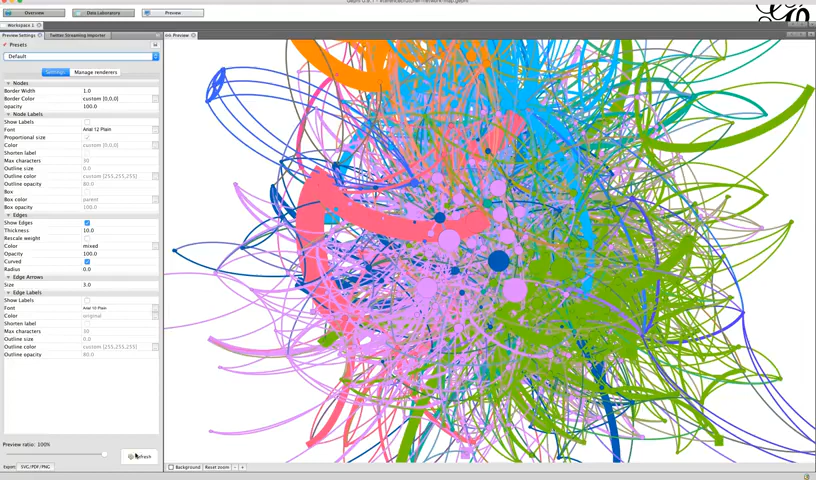 Overview
Data Laboratory
Preview
Workspace 1
Preview Settings
Twitter Streaming Importer
Preview
Presets
Default
Settings
Manage renderers
Nodes
Border Width 1.0
Border Color custom [0,0,0]
opacity 100.0
Node Labels
Show Labels
Font Arial 12 Plain
Proportional size
Color custom [0,0,0]
Shorten label
Max characters 30
Outline size 0.0
Outline color custom [255,255,255]
Outline opacity 80.0
Box
Box color parent
Box opacity 100.0
Edges
Show Edges
Thickness 10.0
Rescale weight
Color mixed
Opacity 100.0
Curved
Radius 0.0
Edge Arrows
Size 3.0
Edge Labels
Show Labels
Font Arial 10 Plain
Color original
Shorten label
Max characters 30
Outline size 0.0
Outline color custom [255,255,255]
Outline opacity 80.0
Preview ratio: 100%
Refresh
Export: SVG/PDF/PNG
Background
Reset zoom - +